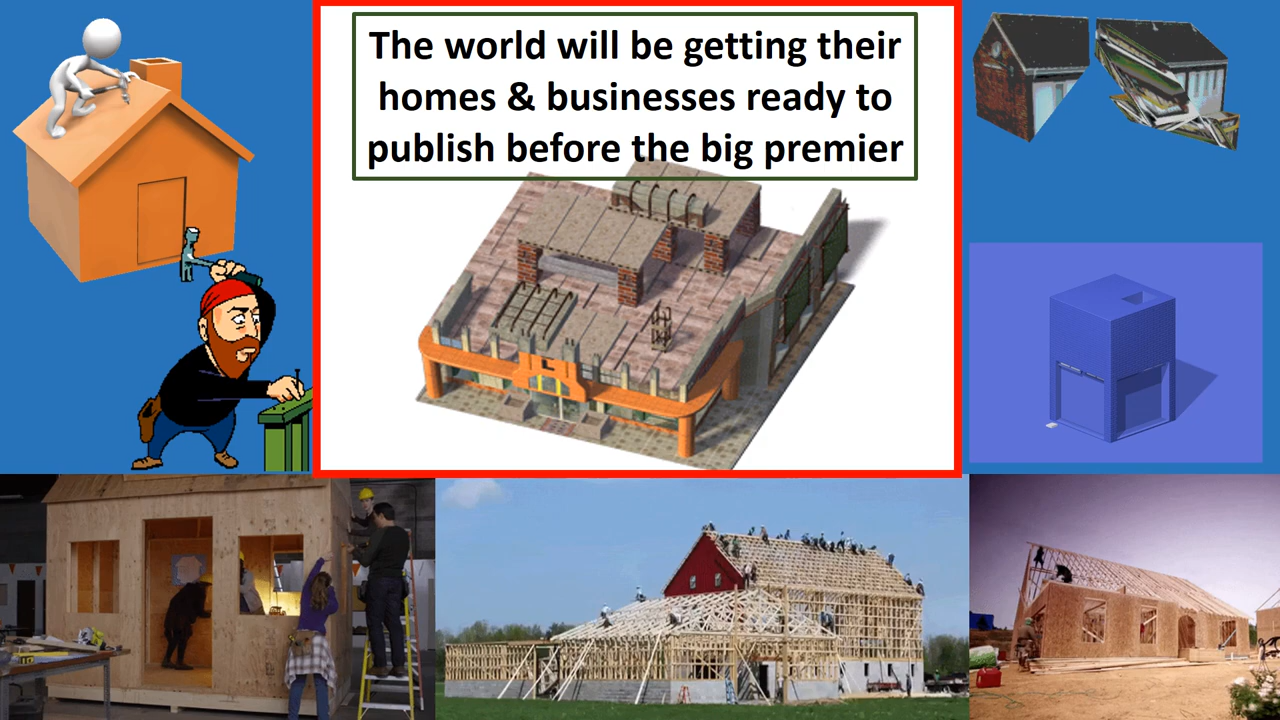 The world will be getting their
homes & businesses ready to
publish before the big premier